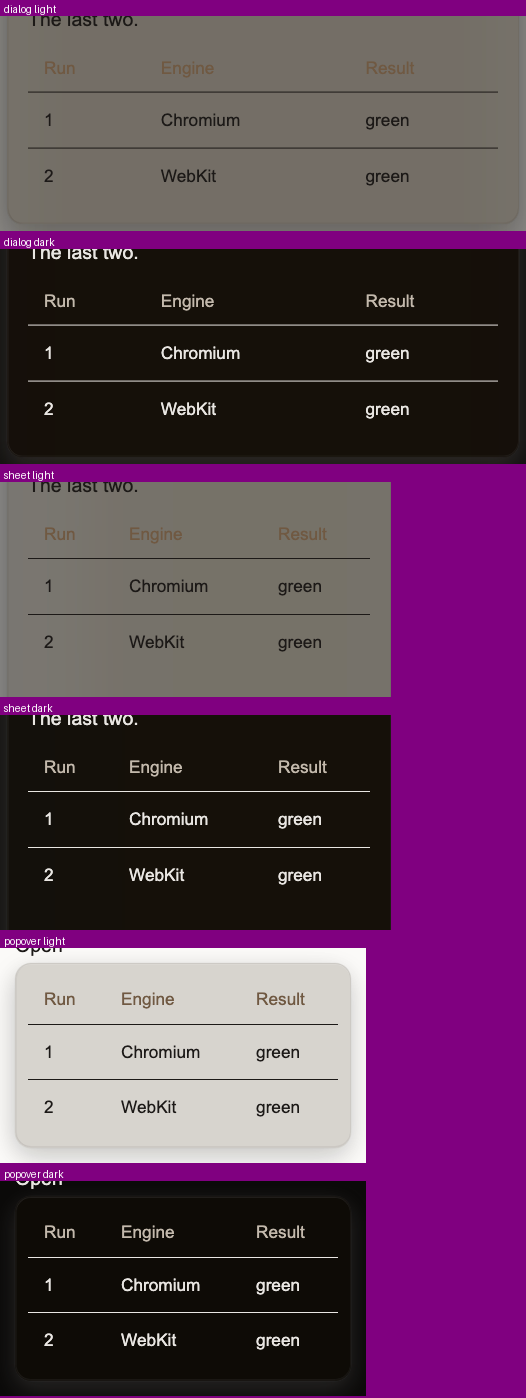 dialog light
The last two.
Run Engine Result
1 Chromium green
2 WebKit green
dialog dark
The last two.
Run Engine Result
1 Chromium green
2 WebKit green
sheet light
The last two.
Run Engine Result
1 Chromium green
2 WebKit green
sheet dark
The last two.
Run Engine Result
1 Chromium green
2 WebKit green
popover light
Open
Run Engine Result
1 Chromium green
2 WebKit green
popover dark
Open
Run Engine Result
1 Chromium green
2 WebKit green